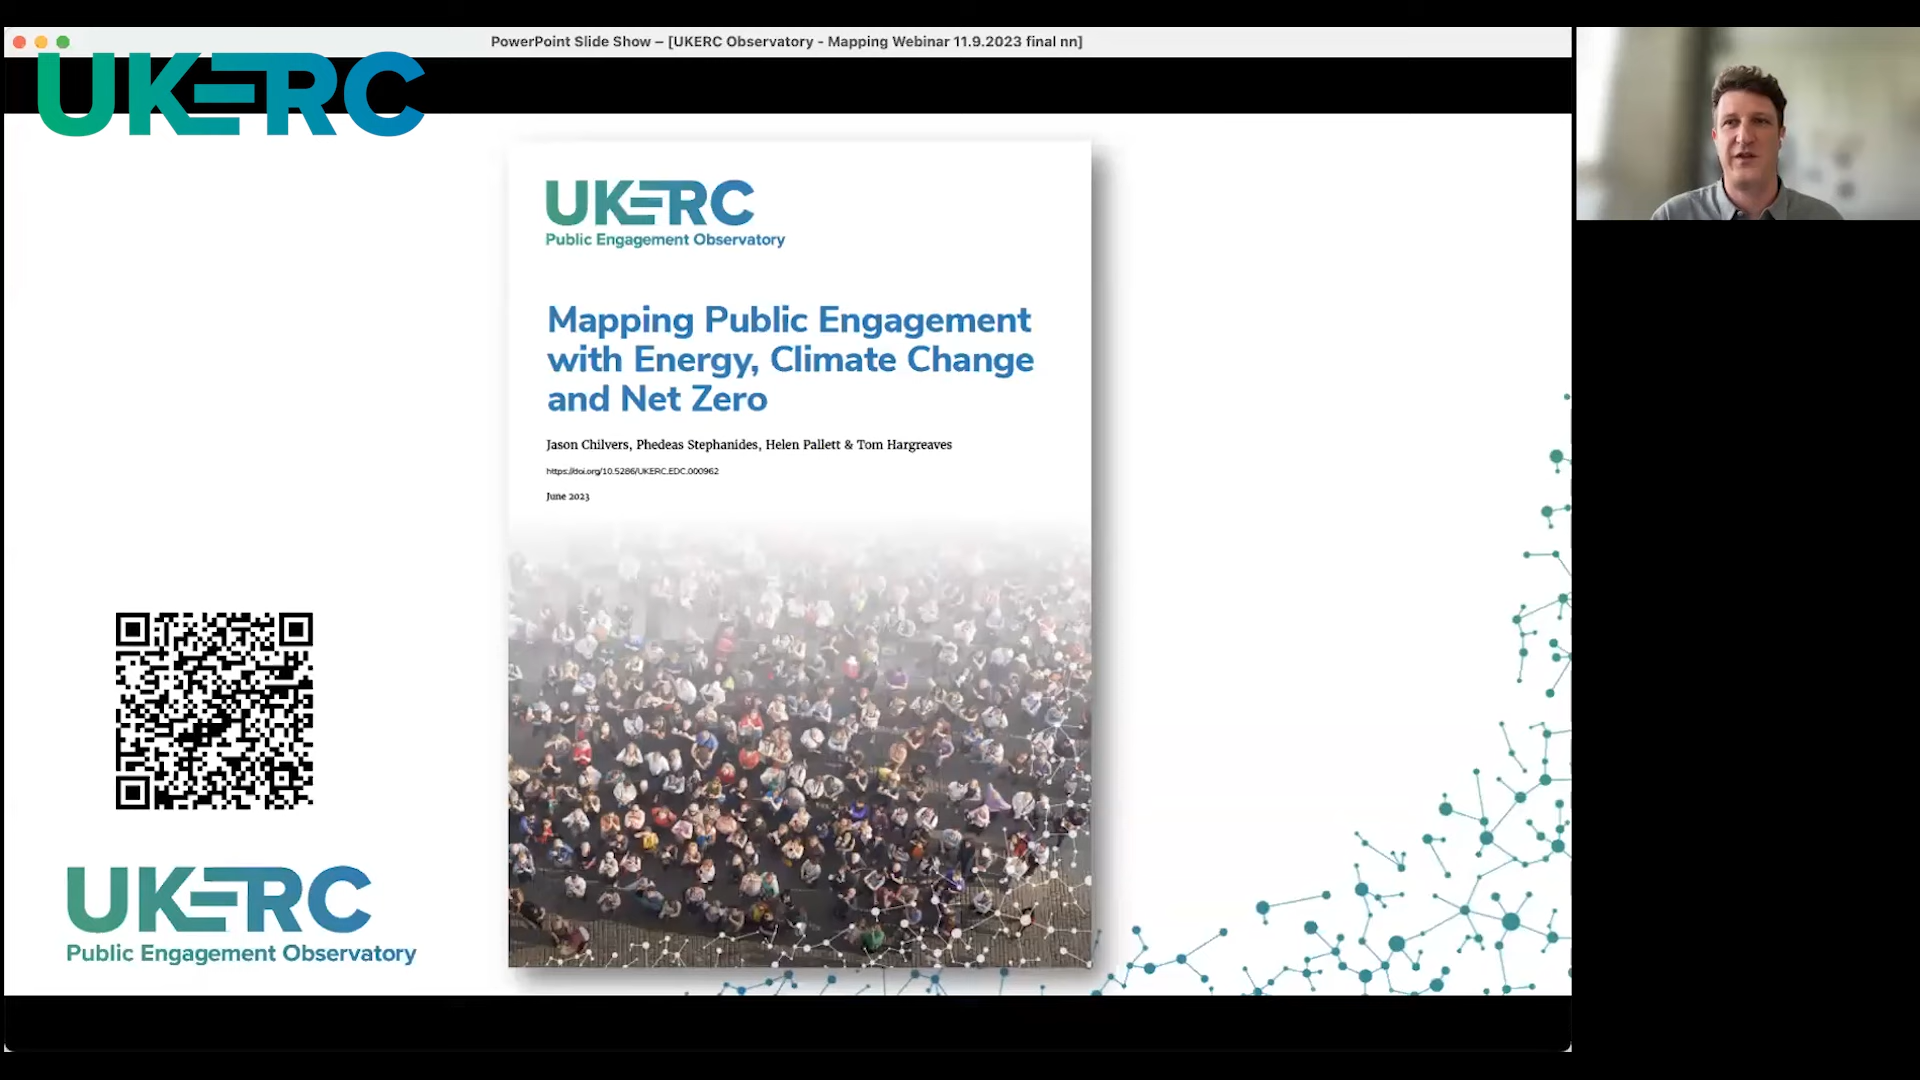 PowerPoint Slide Show – [UKERC Observatory - Mapping Webinar 11.9.2023 final nn]
UKERC
UKERC
Public Engagement Observatory
Mapping Public Engagement
with Energy, Climate Change
and Net Zero
Jason Chilvers, Phedeas Stephanides, Helen Pallett & Tom Hargreaves
https://doi.org/10.5286/UKERC.EDC.000962
June 2023
UKERC
Public Engagement Observatory